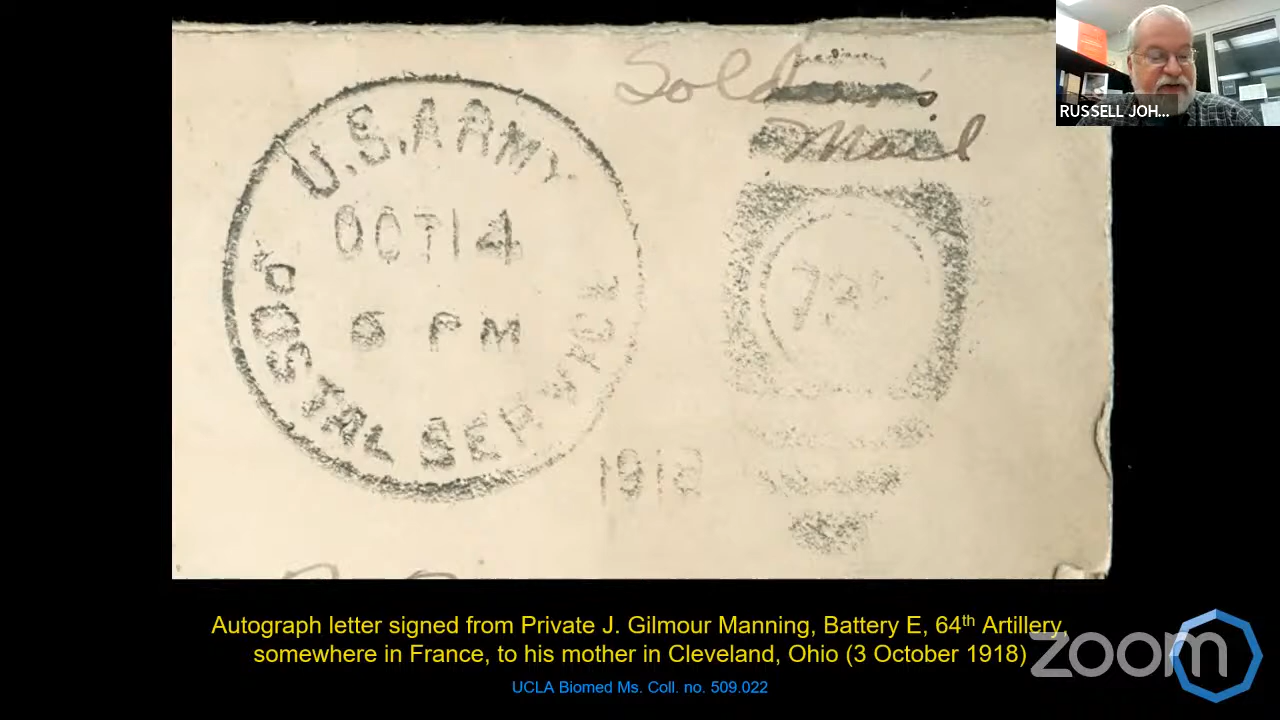 Soldier's
Mail
U.S. ARMY
OCT 14
6 PM
POSTAL SERVICE
1918
RUSSELL JOH...
Autograph letter signed from Private J. Gilmour Manning, Battery E, 64th Artillery,
somewhere in France, to his mother in Cleveland, Ohio (3 October 1918)
UCLA Biomed Ms. Coll. no. 509.022
zoom